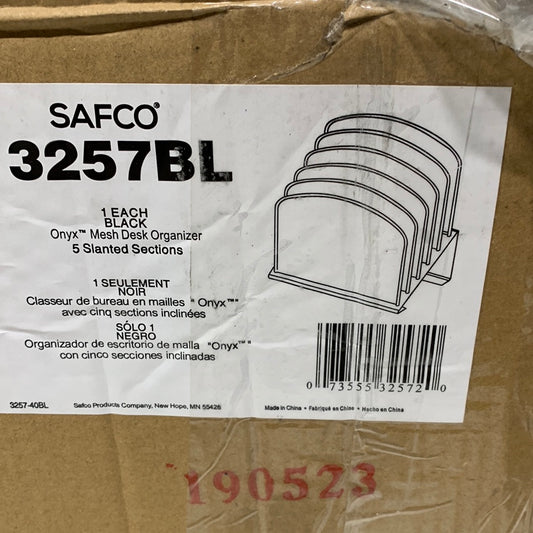 SAFCO®
3257BL
1 EACH
BLACK
Onyx™ Mesh Desk Organizer
5 Slanted Sections
1 SEULEMENT
NOIR
Classeur de bureau en mailles "Onyx™"
avec cinq sections inclinées
SÓLO 1
NEGRO
Organizador de escritorio de malla "Onyx™"
con cinco secciones inclinadas
0 73555 32572 0
3257-40BL
Safco Products Company, New Hope, MN 55428
Made in China • Fabriqué en Chine • Hecho en China
190523